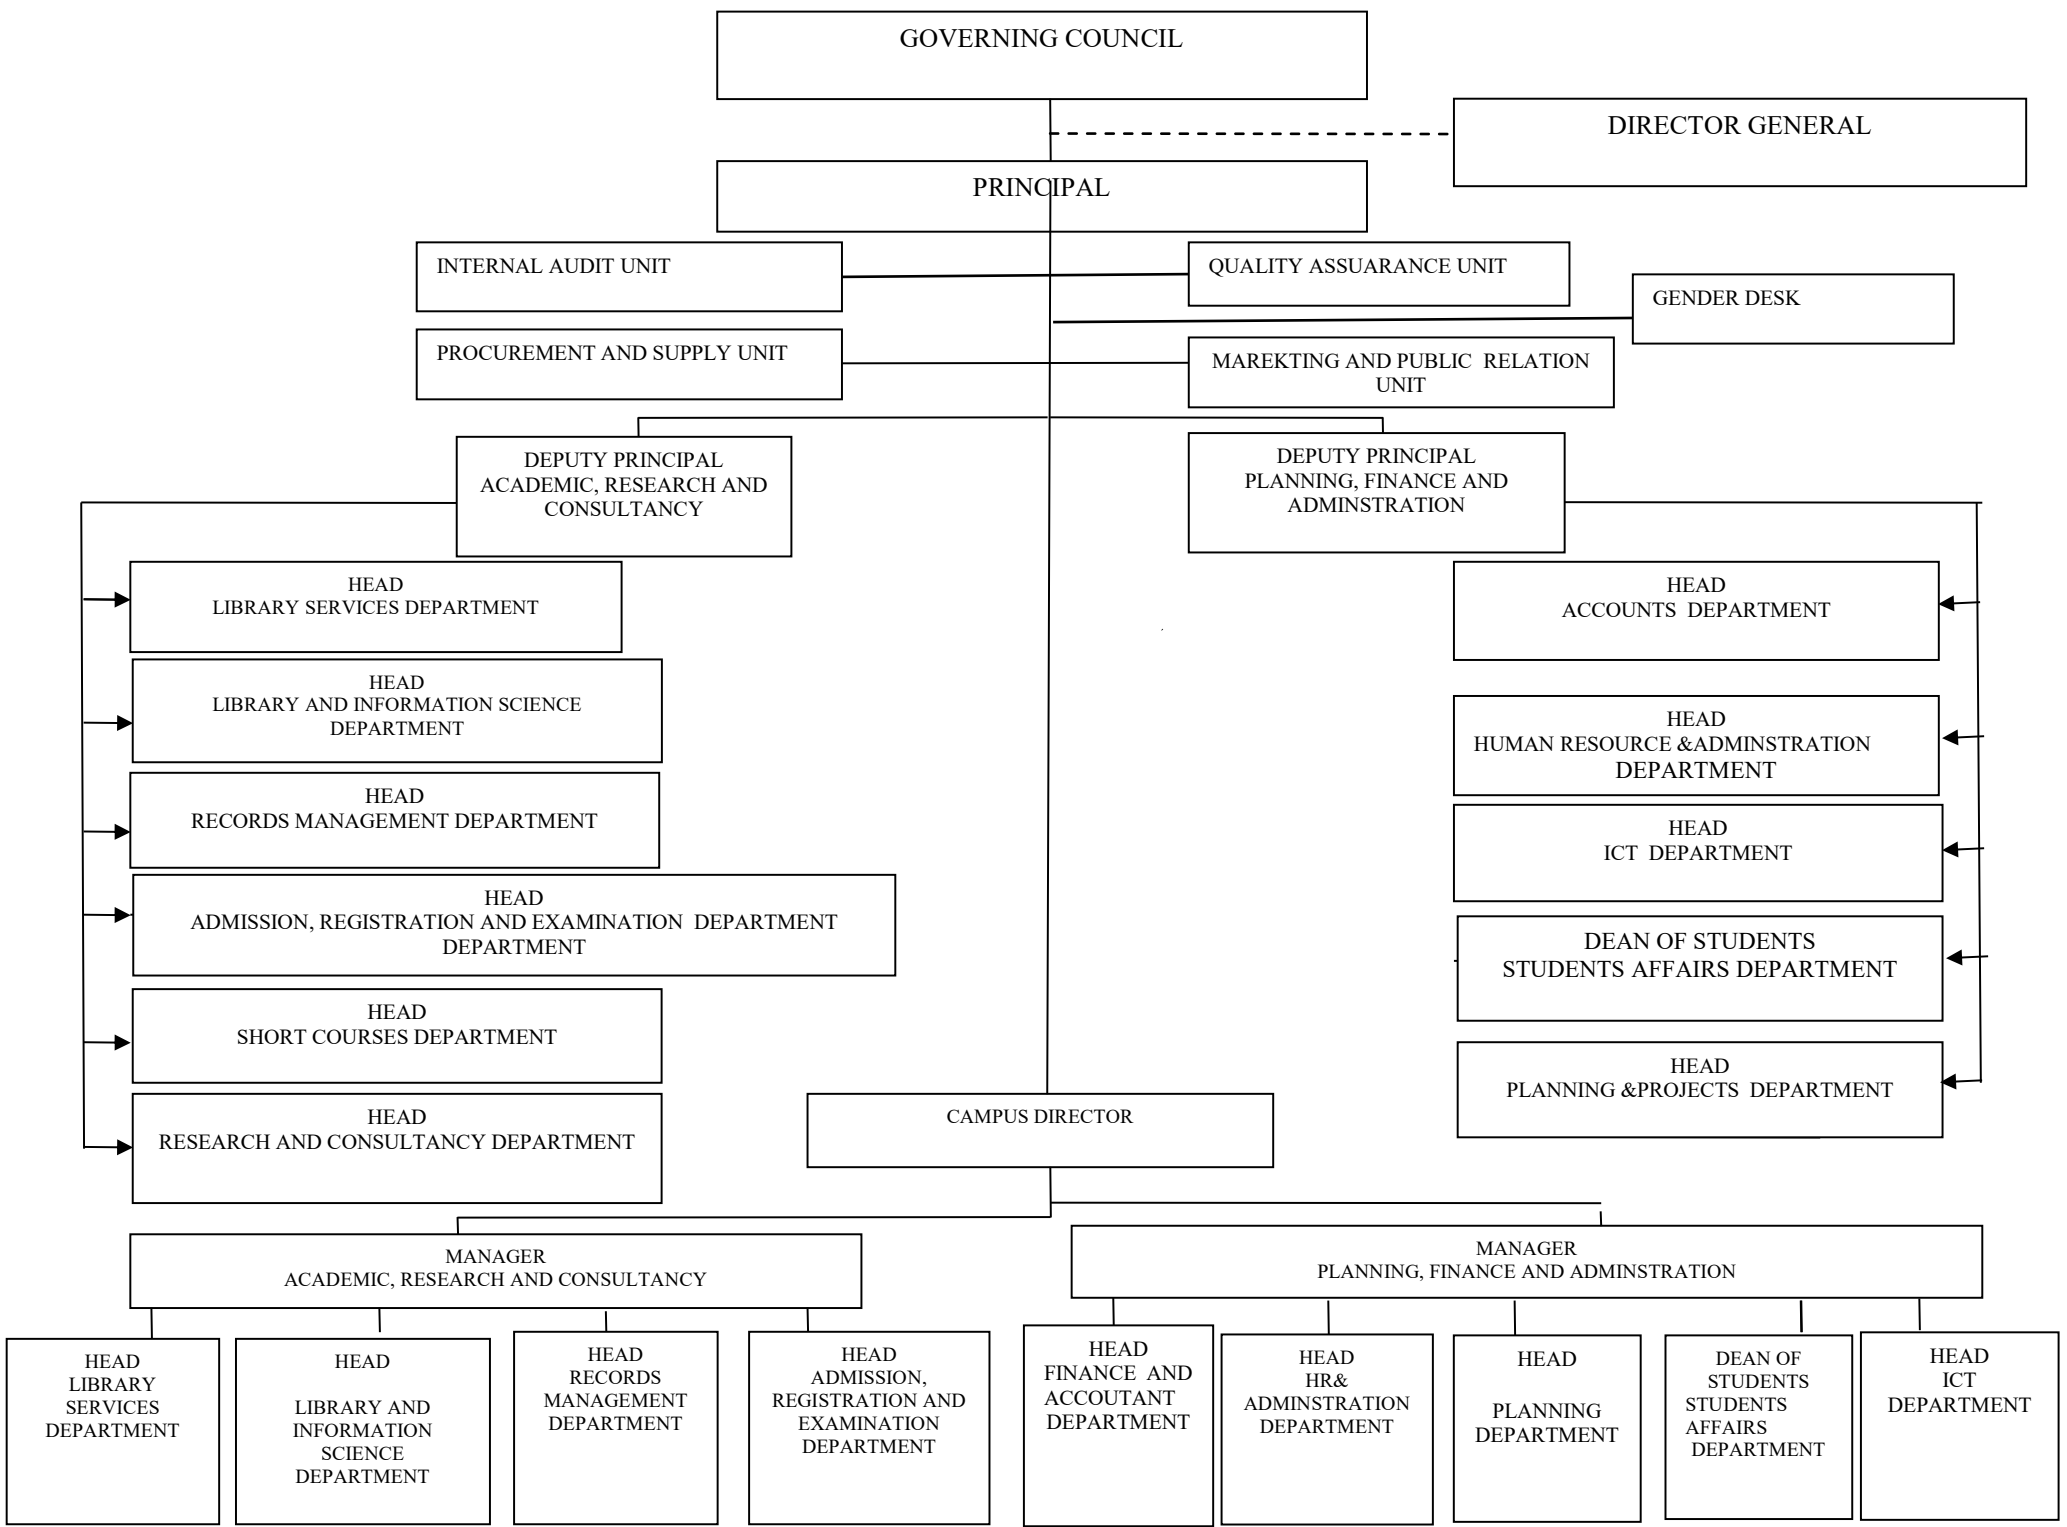 GOVERNING COUNCIL
DIRECTOR GENERAL
PRINCIPAL
INTERNAL AUDIT UNIT
QUALITY ASSUARANCE UNIT
GENDER DESK
PROCUREMENT AND SUPPLY UNIT
MAREKTING AND PUBLIC RELATION
UNIT
DEPUTY PRINCIPAL
ACADEMIC, RESEARCH AND
CONSULTANCY
DEPUTY PRINCIPAL
PLANNING, FINANCE AND
ADMINSTRATION
HEAD
LIBRARY SERVICES DEPARTMENT
HEAD
LIBRARY AND INFORMATION SCIENCE
DEPARTMENT
HEAD
RECORDS MANAGEMENT DEPARTMENT
HEAD
ADMISSION, REGISTRATION AND EXAMINATION DEPARTMENT
DEPARTMENT
HEAD
SHORT COURSES DEPARTMENT
HEAD
RESEARCH AND CONSULTANCY DEPARTMENT
HEAD
ACCOUNTS DEPARTMENT
HEAD
HUMAN RESOURCE &ADMINSTRATION
DEPARTMENT
HEAD
ICT DEPARTMENT
DEAN OF STUDENTS
STUDENTS AFFAIRS DEPARTMENT
HEAD
PLANNING &PROJECTS DEPARTMENT
CAMPUS DIRECTOR
MANAGER
ACADEMIC, RESEARCH AND CONSULTANCY
MANAGER
PLANNING, FINANCE AND ADMINSTRATION
HEAD
LIBRARY
SERVICES
DEPARTMENT
HEAD
LIBRARY AND
INFORMATION
SCIENCE
DEPARTMENT
HEAD
RECORDS
MANAGEMENT
DEPARTMENT
HEAD
ADMISSION,
REGISTRATION AND
EXAMINATION
DEPARTMENT
HEAD
FINANCE AND
ACCOUTANT
DEPARTMENT
HEAD
HR&
ADMINSTRATION
DEPARTMENT
HEAD
PLANNING
DEPARTMENT
DEAN OF
STUDENTS
STUDENTS
AFFAIRS
DEPARTMENT
HEAD
ICT
DEPARTMENT